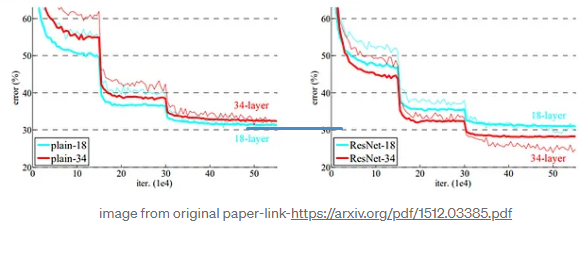 60
50
40
30
20
error (%)
34-layer
18-layer
plain-18
plain-34
0 10 20 30 40 50
iter. (1e4)
60
50
40
30
20
error (%)
18-layer
34-layer
ResNet-18
ResNet-34
0 10 20 30 40 50
iter. (1e4)
image from original paper-link-https://arxiv.org/pdf/1512.03385.pdf